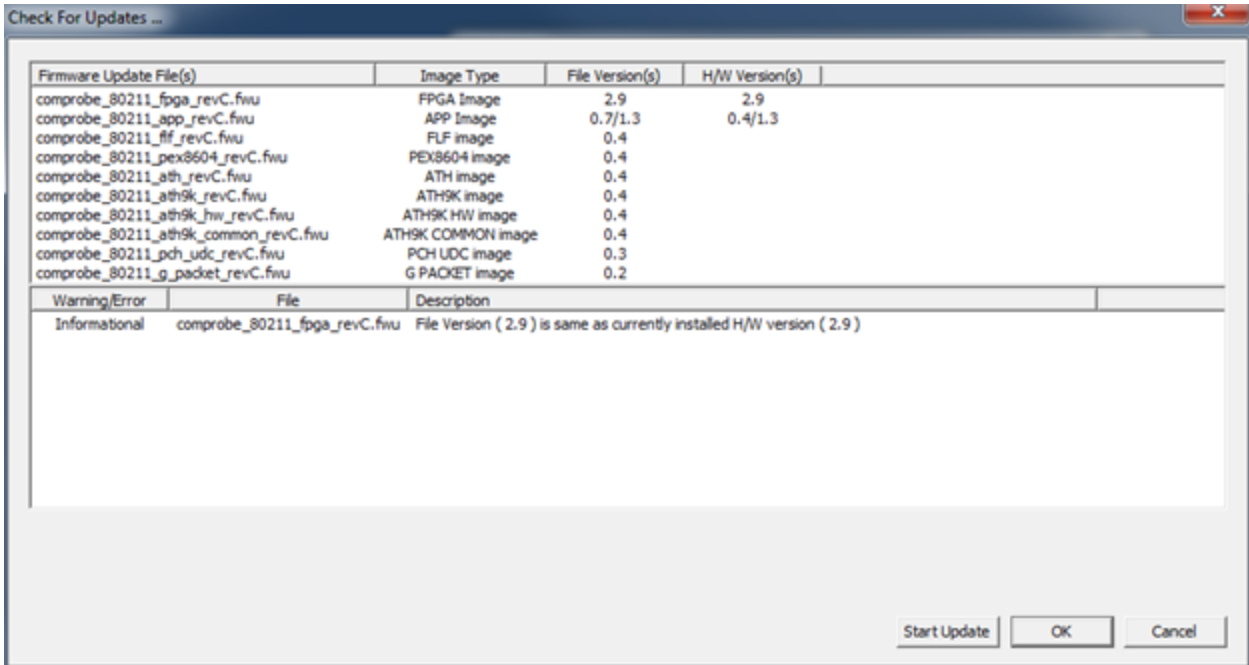 Check For Updates ...
Firmware Update File(s) Image Type File Version(s) H/W Version(s)
comprobe_80211_fpga_revC.fwu FPGA Image 2.9 2.9
comprobe_80211_app_revC.fwu APP Image 0.7/1.3 0.4/1.3
comprobe_80211_flf_revC.fwu FLF image 0.4
comprobe_80211_pex8604_revC.fwu PEX8604 image 0.4
comprobe_80211_ath_revC.fwu ATH image 0.4
comprobe_80211_ath9k_revC.fwu ATH9K image 0.4
comprobe_80211_ath9k_hw_revC.fwu ATH9K HW image 0.4
comprobe_80211_ath9k_common_revC.fwu ATH9K COMMON image 0.4
comprobe_80211_pch_udc_revC.fwu PCH UDC image 0.3
comprobe_80211_g_packet_revC.fwu G PACKET image 0.2
Warning/Error File Description
Informational comprobe_80211_fpga_revC.fwu File Version ( 2.9 ) is same as currently installed H/W version ( 2.9 )
Start Update OK Cancel